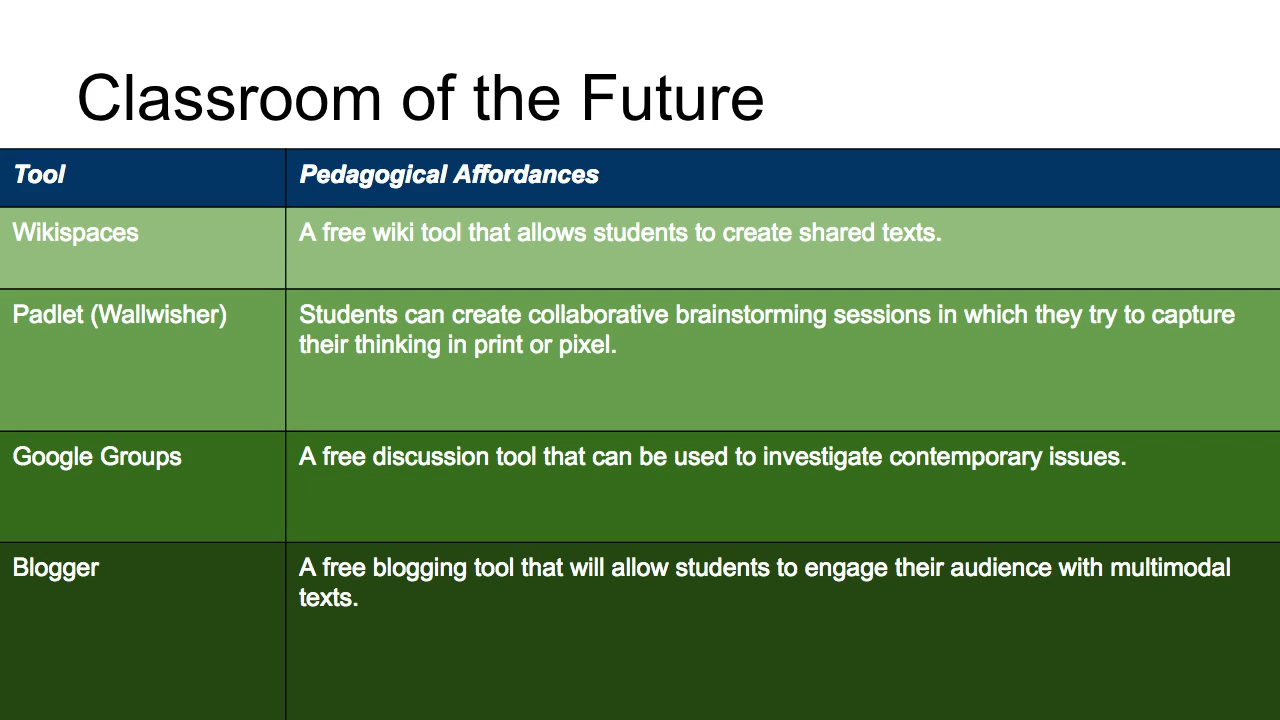 Classroom of the Future
Tool
Pedagogical Affordances
Wikispaces
A free wiki tool that allows students to create shared texts.
Padlet (Wallwisher)
Students can create collaborative brainstorming sessions in which they try to capture
their thinking in print or pixel.
Google Groups
A free discussion tool that can be used to investigate contemporary issues.
Blogger
A free blogging tool that will allow students to engage their audience with multimodal
texts.